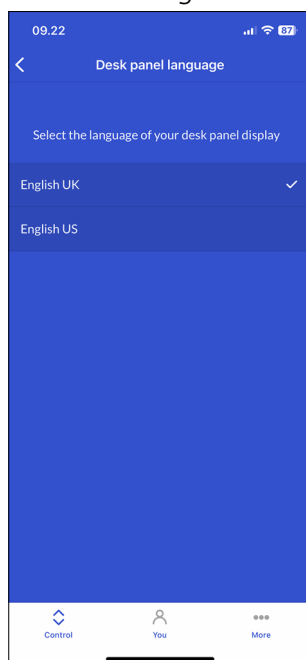 09.22
87
Desk panel language
Select the language of your desk panel display
English UK
English US
Control
You
More